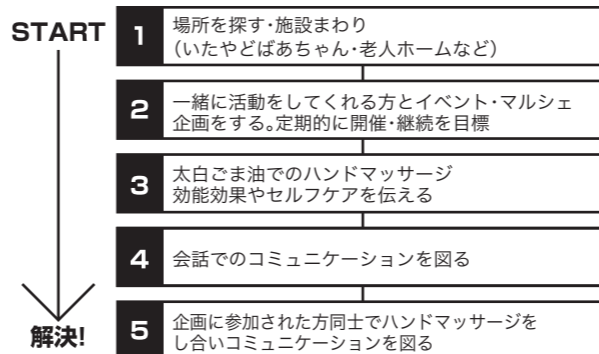 START
1
場所を探す・施設まわり
（いたやどばあちゃん・老人ホームなど）
2
一緒に活動をしてくれる方とイベント・マルシェ
企画をする。定期的に開催・継続を目標
3
太白ごま油でのハンドマッサージ
効能効果やセルフケアを伝える
4
会話でのコミュニケーションを図る
5
企画に参加された方同士でハンドマッサージを
し合いコミュニケーションを図る
解決!